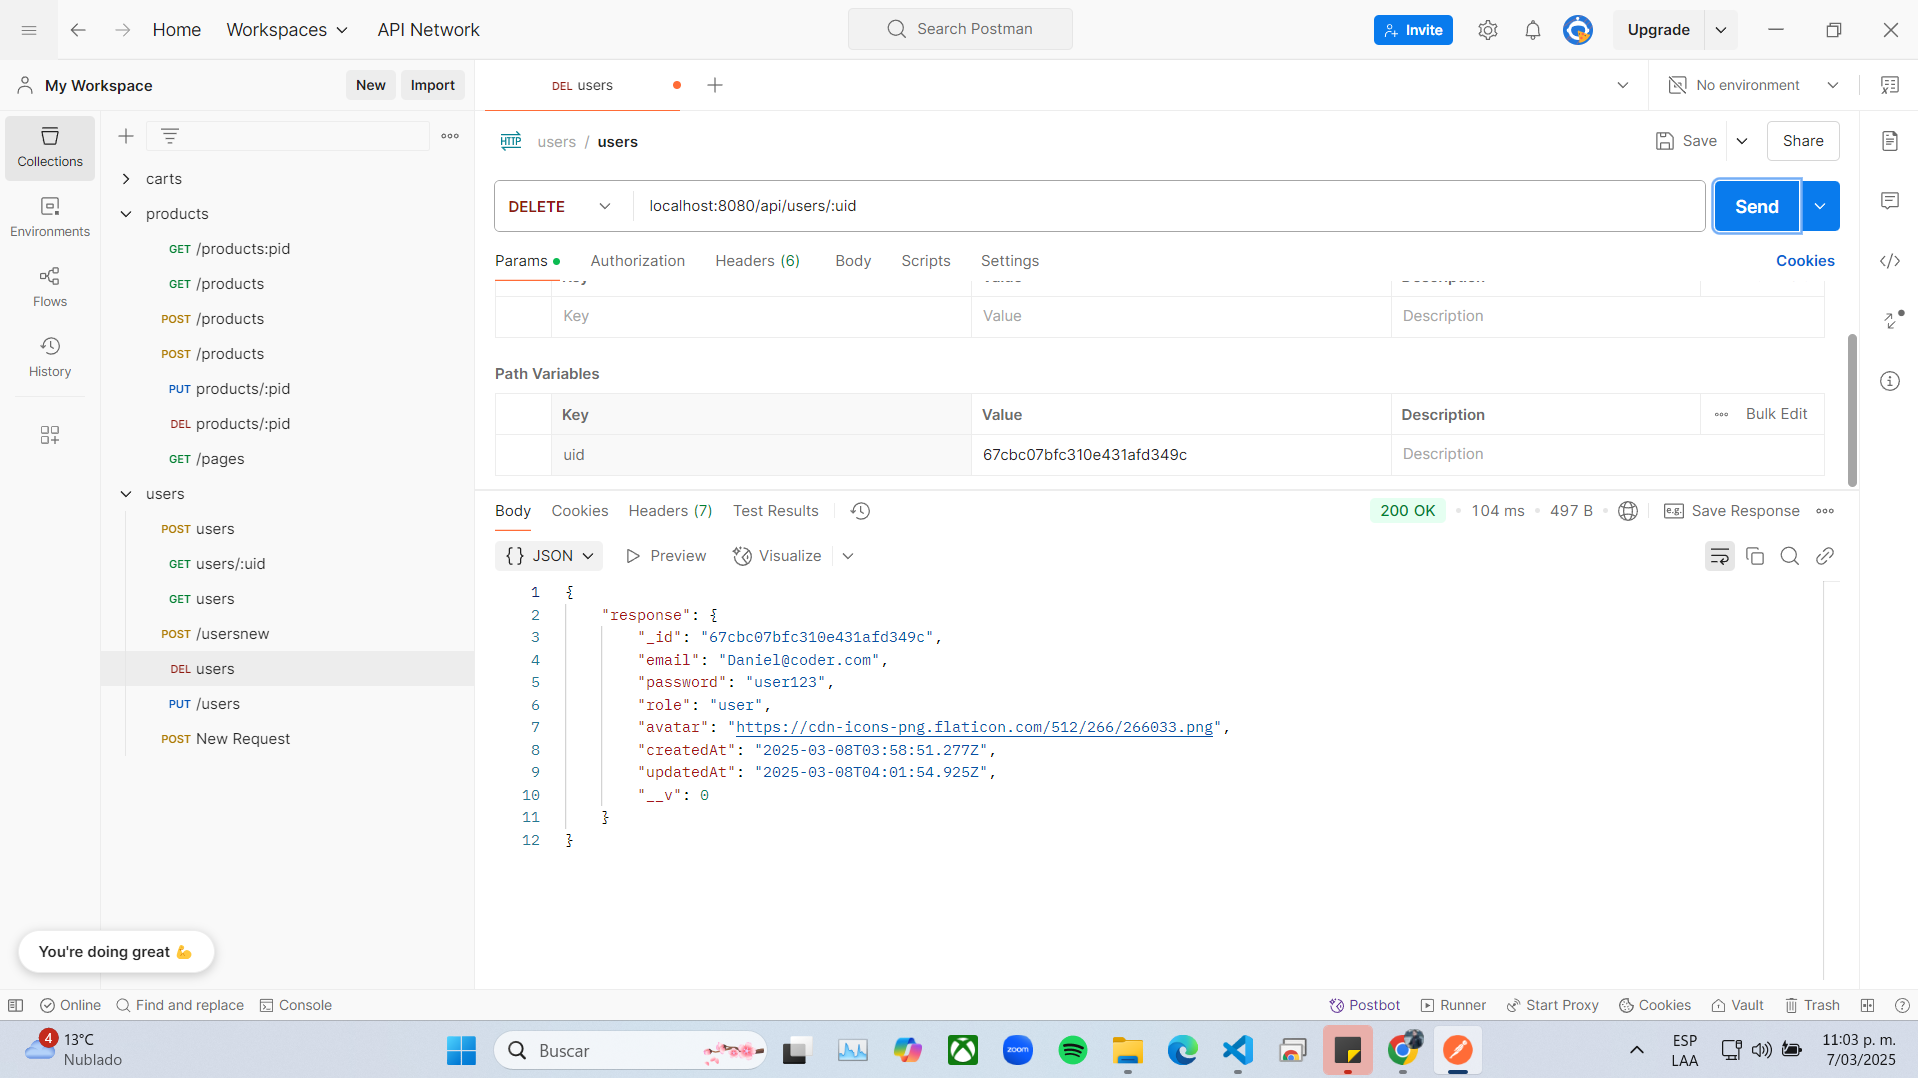 Home
Workspaces
API Network
Search Postman
Invite
Upgrade
My Workspace
New
Import
DEL users
No environment
Collections
Environments
Flows
History
carts
products
GET /products:pid
GET /products
POST /products
POST /products
PUT products/:pid
DEL products/:pid
GET /pages
users
POST users
GET users/:uid
GET users
POST /usersnew
DEL users
PUT /users
POST New Request
HTTP users / users
Save
Share
DELETE
localhost:8080/api/users/:uid
Send
Params
Authorization
Headers (6)
Body
Scripts
Settings
Cookies
Key
Value
Description
Key
Value
Description
Path Variables
Key
Value
Description
Bulk Edit
uid
67cbc07bfc310e431afd349c
Description
Body
Cookies
Headers (7)
Test Results
200 OK
104 ms
497 B
e.g.
Save Response
{} JSON
Preview
Visualize
1 {
2 "response": {
3 "_id": "67cbc07bfc310e431afd349c",
4 "email": "Daniel@coder.com",
5 "password": "user123",
6 "role": "user",
7 "avatar": "https://cdn-icons-png.flaticon.com/512/266/266033.png",
8 "createdAt": "2025-03-08T03:58:51.277Z",
9 "updatedAt": "2025-03-08T04:01:54.925Z",
10 "__v": 0
11 }
12 }
You're doing great 💪
Online
Find and replace
Console
Postbot
Runner
Start Proxy
Cookies
Vault
Trash
4
13°C
Nublado
Buscar
zoom
ESP
LAA
11:03 p. m.
7/03/2025